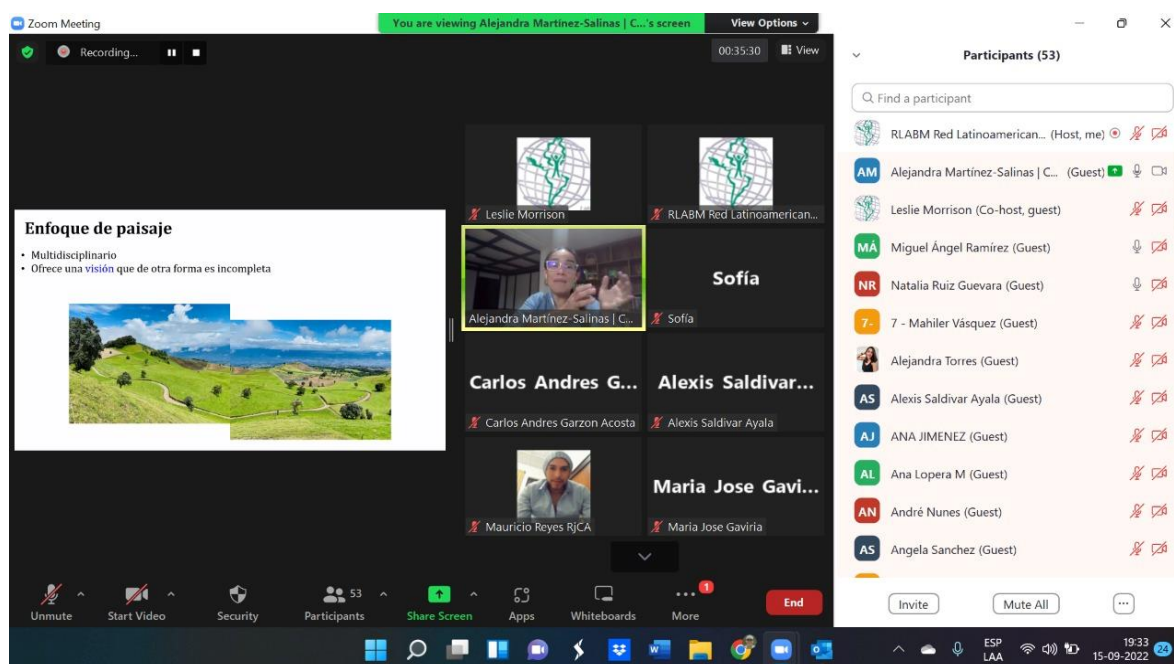 Zoom Meeting
You are viewing Alejandra Martínez-Salinas | C...'s screen
View Options
Recording...
00:35:30
View
Enfoque de paisaje
• Multidisciplinario
• Ofrece una visión que de otra forma es incompleta
Leslie Morrison
RLABM Red Latinoamerican...
Alejandra Martínez-Salinas | C...
Sofía
Sofía
Carlos Andres G...
Carlos Andres Garzon Acosta
Alexis Saldivar...
Alexis Saldivar Ayala
Mauricio Reyes RJCA
Maria Jose Gavi...
Maria Jose Gaviria
Participants (53)
Find a participant
RLABM Red Latinoamerican... (Host, me)
AM Alejandra Martínez-Salinas | C... (Guest)
Leslie Morrison (Co-host, guest)
MÁ Miguel Ángel Ramírez (Guest)
NR Natalia Ruiz Guevara (Guest)
7- 7 - Mahiler Vásquez (Guest)
Alejandra Torres (Guest)
AS Alexis Saldivar Ayala (Guest)
AJ ANA JIMENEZ (Guest)
AL Ana Lopera M (Guest)
AN André Nunes (Guest)
AS Angela Sanchez (Guest)
Invite
Mute All
...
Unmute
Start Video
Security
Participants
53
Share Screen
Apps
Whiteboards
More
1
End
ESP
LAA
19:33
15-09-2022
24